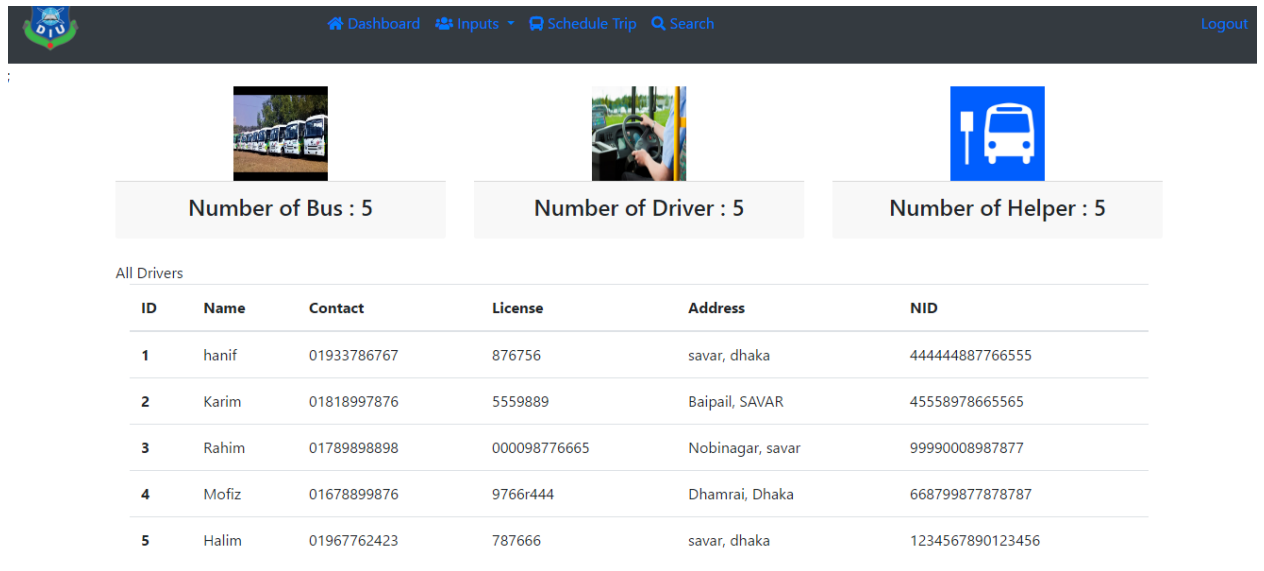 DIU
Dashboard Inputs Schedule Trip Search Logout
;
Number of Bus : 5 Number of Driver : 5 Number of Helper : 5
All Drivers
ID Name Contact License Address NID
1 hanif 01933786767 876756 savar, dhaka 444444887766555
2 Karim 01818997876 5559889 Baipail, SAVAR 45558978665565
3 Rahim 01789898898 000098776665 Nobinagar, savar 99990008987877
4 Mofiz 01678899876 9766r444 Dhamrai, Dhaka 668799877878787
5 Halim 01967762423 787666 savar, dhaka 1234567890123456